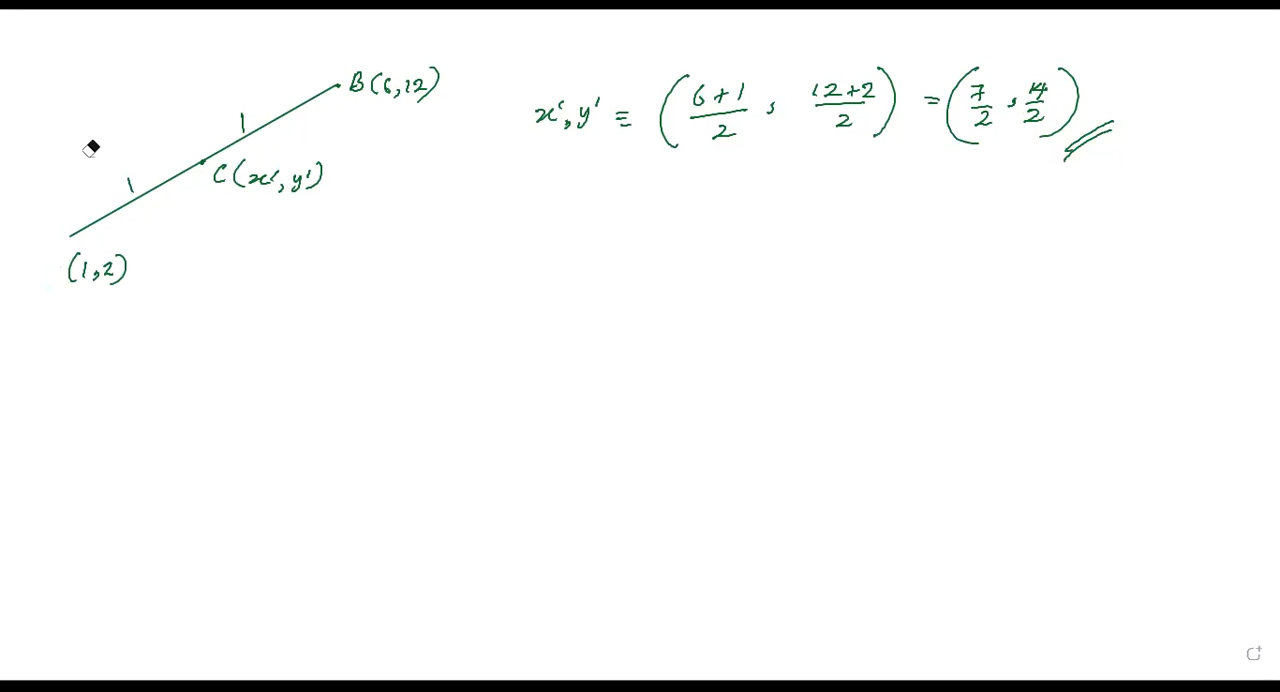 B(6,12)
x', y' ≡ ( 6+1/2 , 12+2/2 ) = ( 7/2 , 14/2 )
1
C(x', y')
1
(1,2)